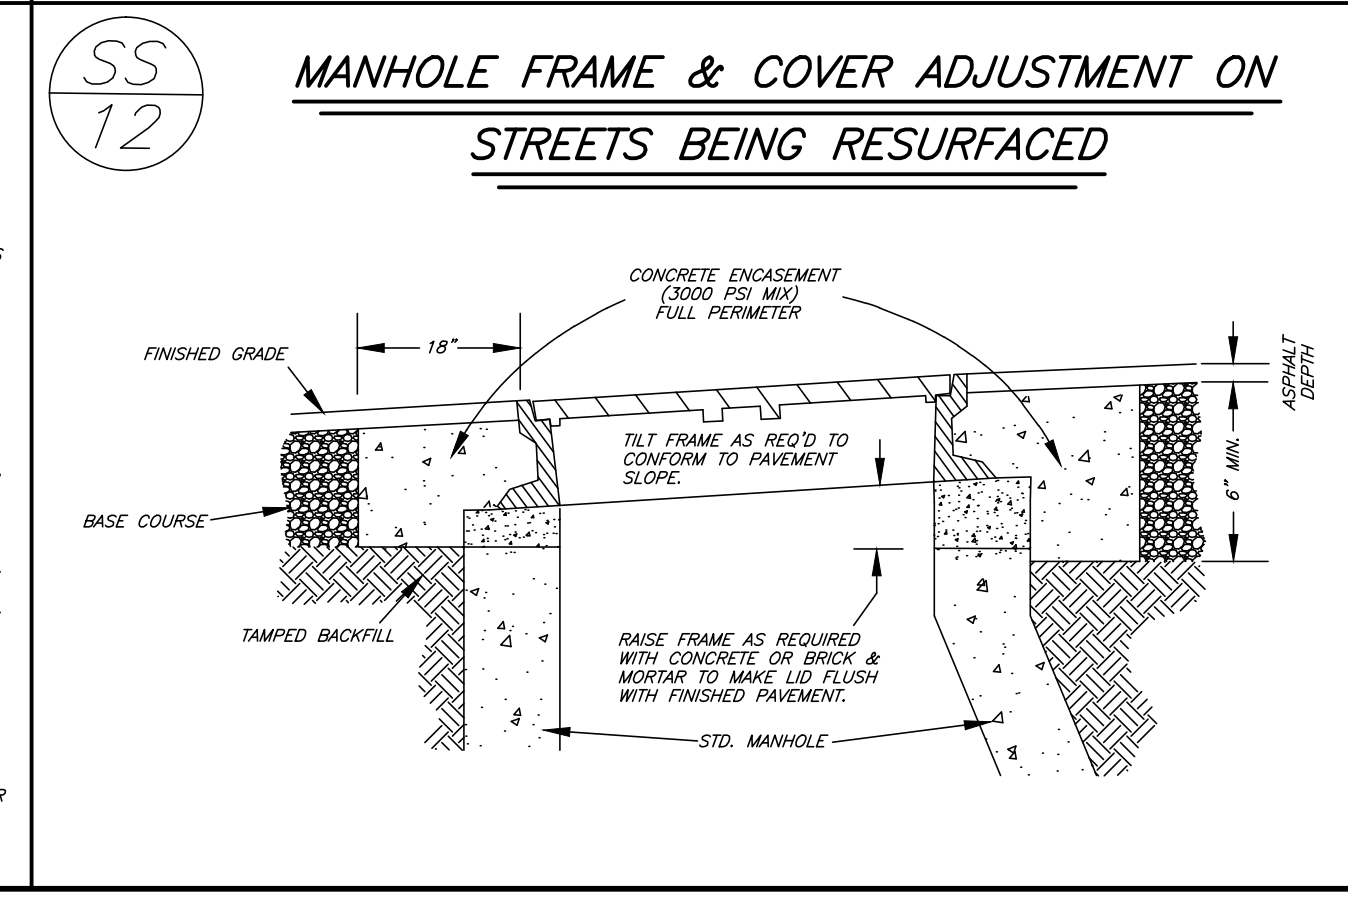 SS
12
MANHOLE FRAME & COVER ADJUSTMENT ON
STREETS BEING RESURFACED
S
CONCRETE ENCASEMENT
(3000 PSI MIX)
FULL PERIMETER
18"
FINISHED GRADE
ASPHALT
DEPTH
TILT FRAME AS REQ'D TO
CONFORM TO PAVEMENT
SLOPE.
6" MIN.
BASE COURSE
TAMPED BACKFILL
RAISE FRAME AS REQUIRED
WITH CONCRETE OR BRICK &
MORTAR TO MAKE LID FLUSH
WITH FINISHED PAVEMENT.
STD. MANHOLE
R